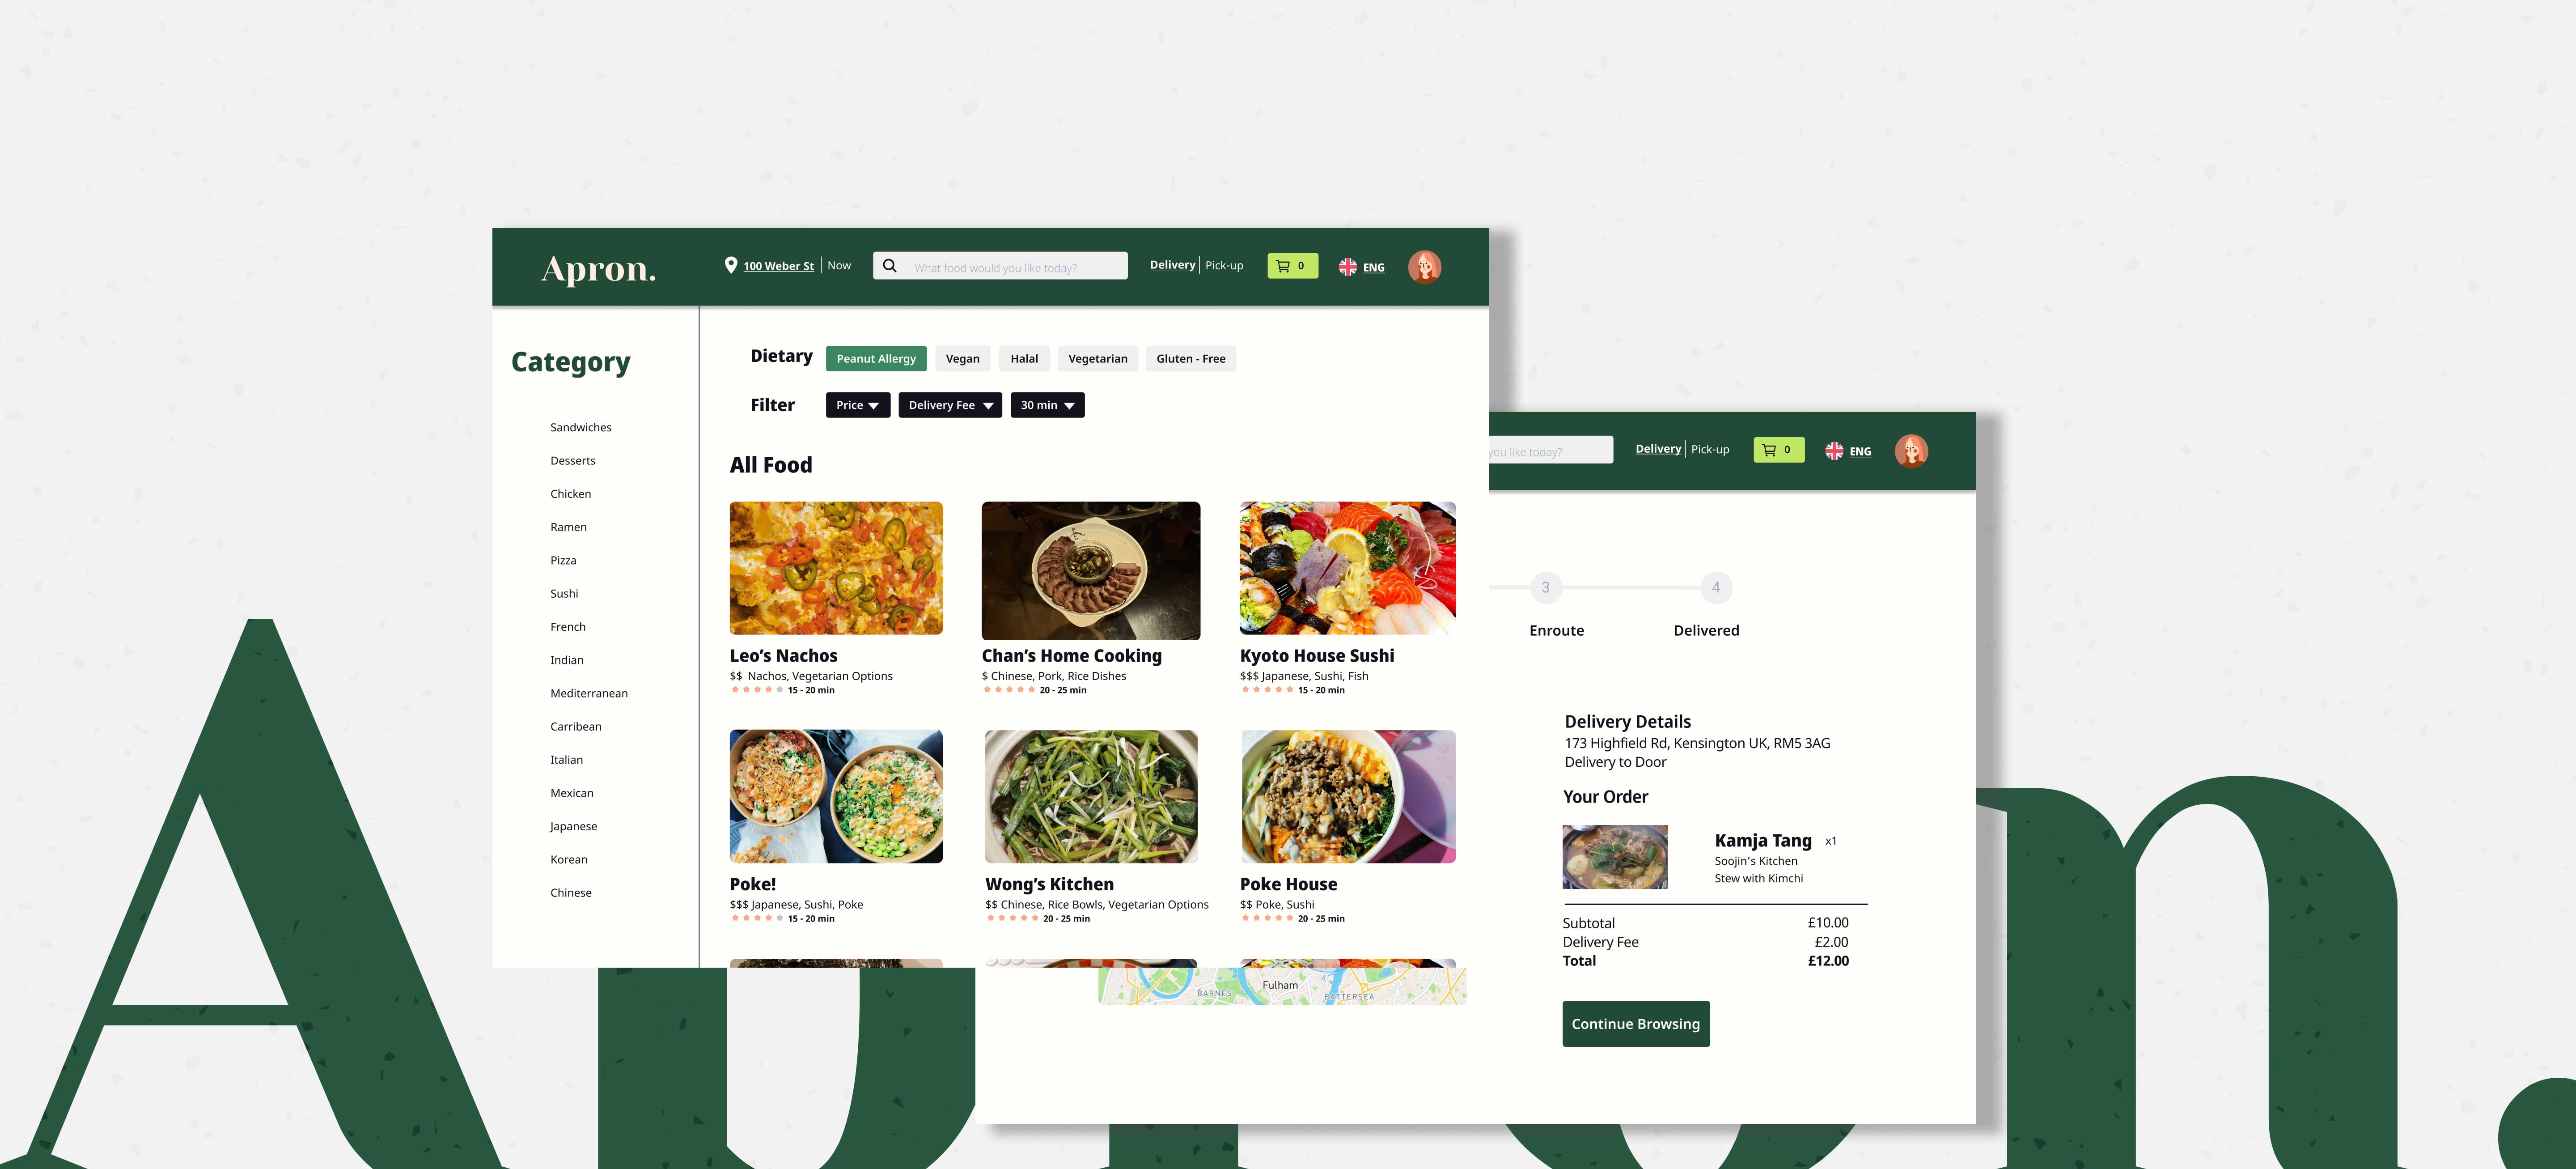 Apron.
100 Weber St | Now
What food would you like today?
Delivery | Pick-up
0
ENG
Category
Sandwiches
Desserts
Chicken
Ramen
Pizza
Sushi
French
Indian
Mediterranean
Carribean
Italian
Mexican
Japanese
Korean
Chinese
Dietary
Peanut Allergy
Vegan
Halal
Vegetarian
Gluten - Free
Filter
Price
Delivery Fee
30 min
All Food
Leo's Nachos
$$ Nachos, Vegetarian Options
15 - 20 min
Chan's Home Cooking
$ Chinese, Pork, Rice Dishes
20 - 25 min
Kyoto House Sushi
$$$ Japanese, Sushi, Fish
15 - 20 min
Poke!
$$$ Japanese, Sushi, Poke
15 - 20 min
Wong's Kitchen
$$ Chinese, Rice Bowls, Vegetarian Options
20 - 25 min
Poke House
$$ Poke, Sushi
20 - 25 min
you like today?
Delivery | Pick-up
0
ENG
3
4
Enroute
Delivered
Delivery Details
173 Highfield Rd, Kensington UK, RM5 3AG
Delivery to Door
Your Order
Kamja Tang x1
Soojin's Kitchen
Stew with Kimchi
Subtotal £10.00
Delivery Fee £2.00
Total £12.00
Continue Browsing
BARNES
Fulham
BATTERSEA
Apron.